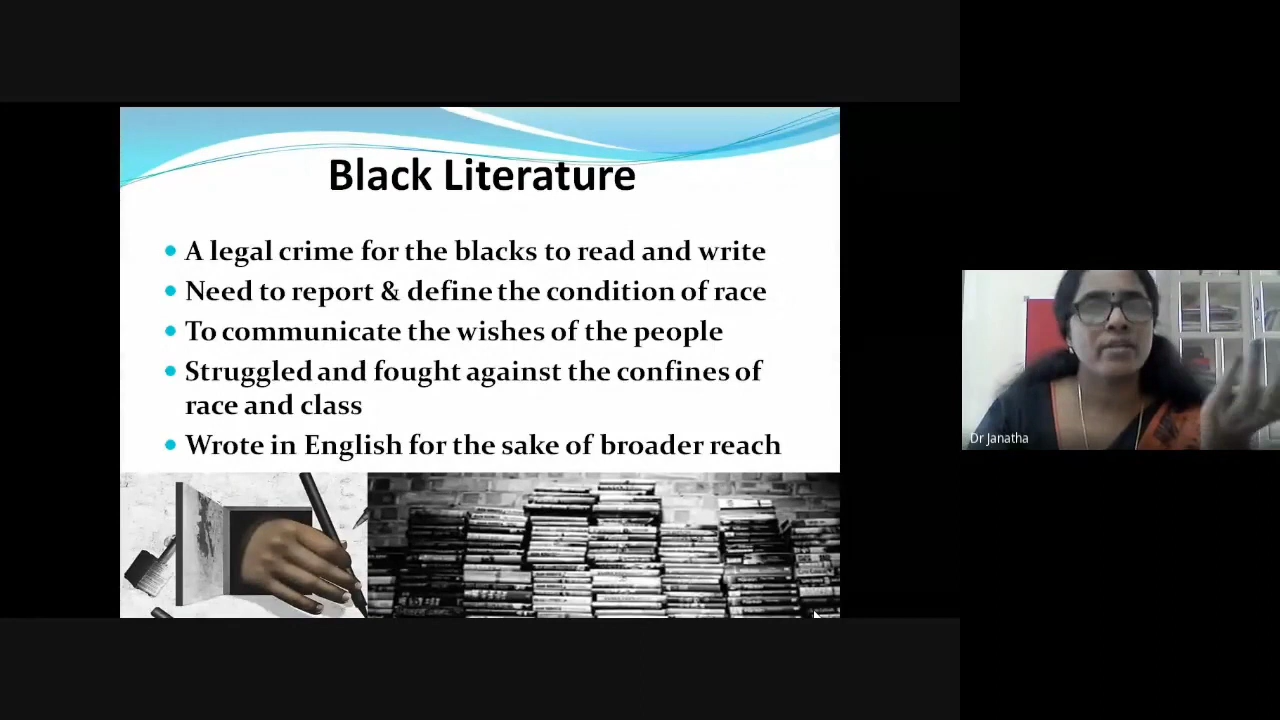 Black Literature
A legal crime for the blacks to read and write
Need to report & define the condition of race
To communicate the wishes of the people
Struggled and fought against the confines of
race and class
Wrote in English for the sake of broader reach
Dr Janatha